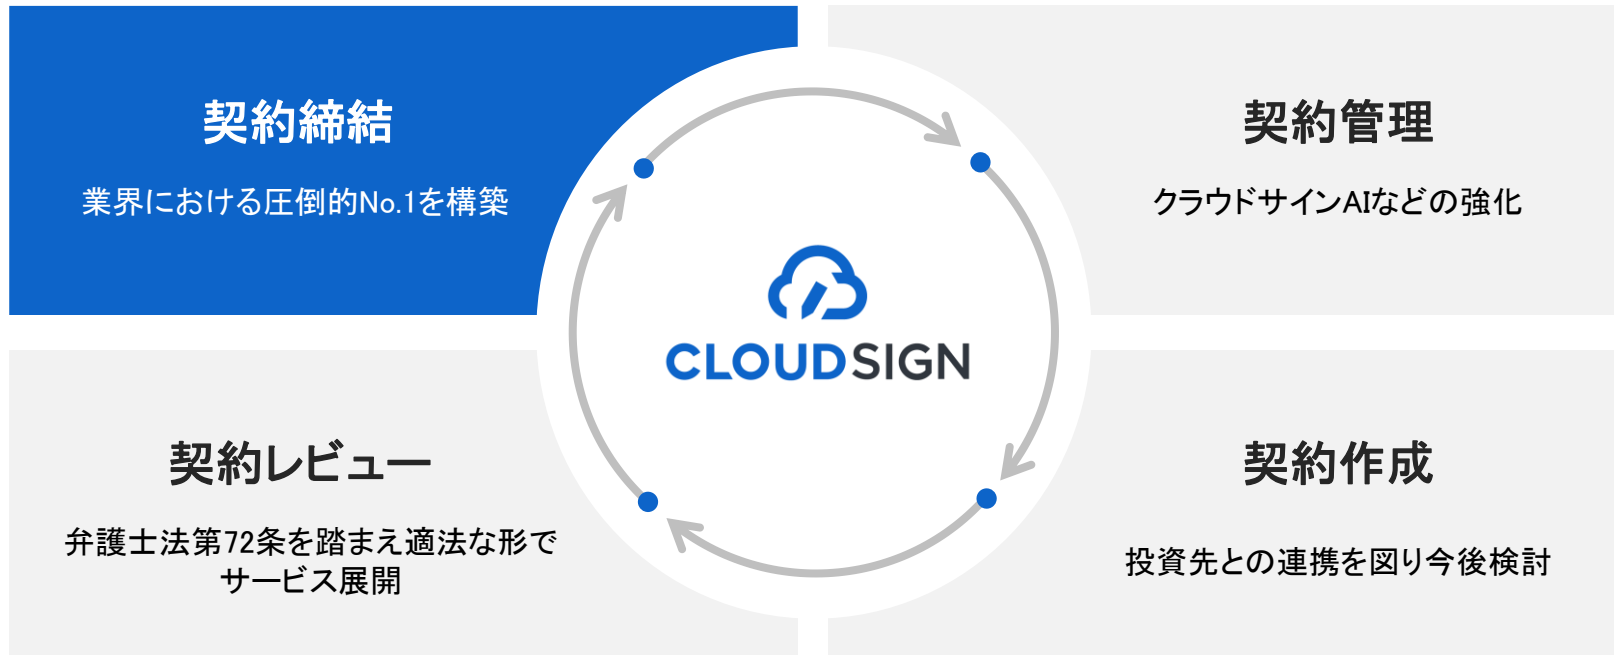 契約締結
業界における圧倒的No.1を構築
契約管理
クラウドサインAIなどの強化
CLOUDSIGN
契約レビュー
弁護士法第72条を踏まえ適法な形で
サービス展開
契約作成
投資先との連携を図り今後検討